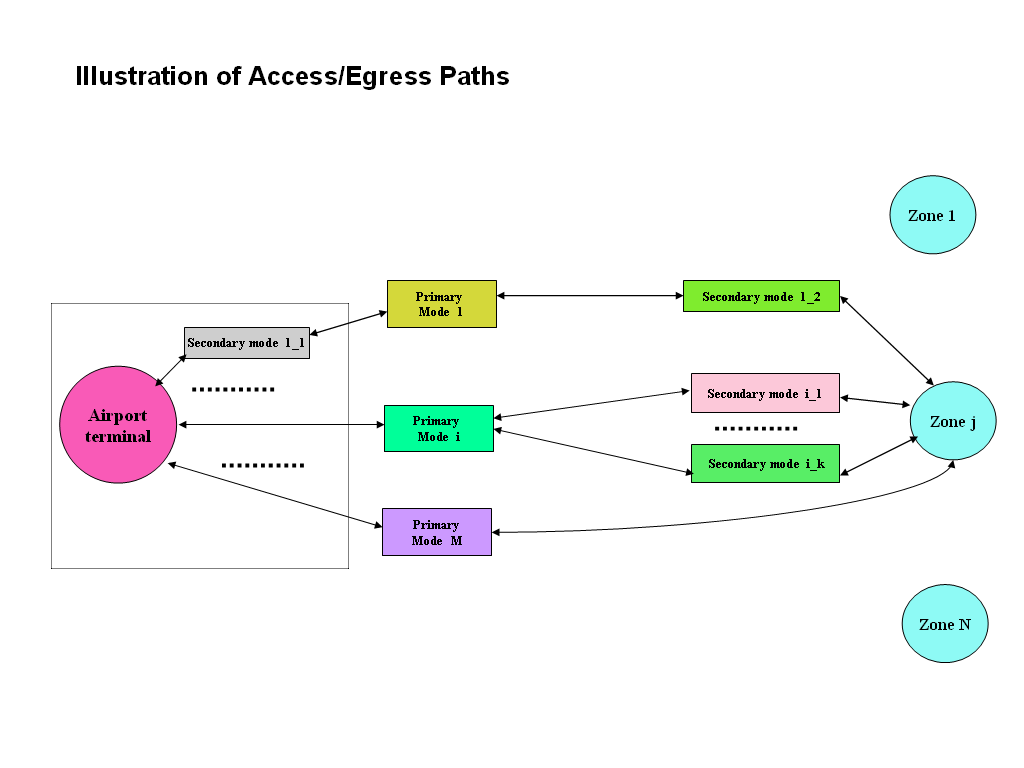 Illustration of Access/Egress Paths
Zone 1
Primary
Mode 1
Secondary mode 1_2
Secondary mode 1_1
...........
Airport
terminal
Primary
Mode i
Secondary mode i_1
...........
Secondary mode i_k
Zone j
...........
Primary
Mode M
Zone N